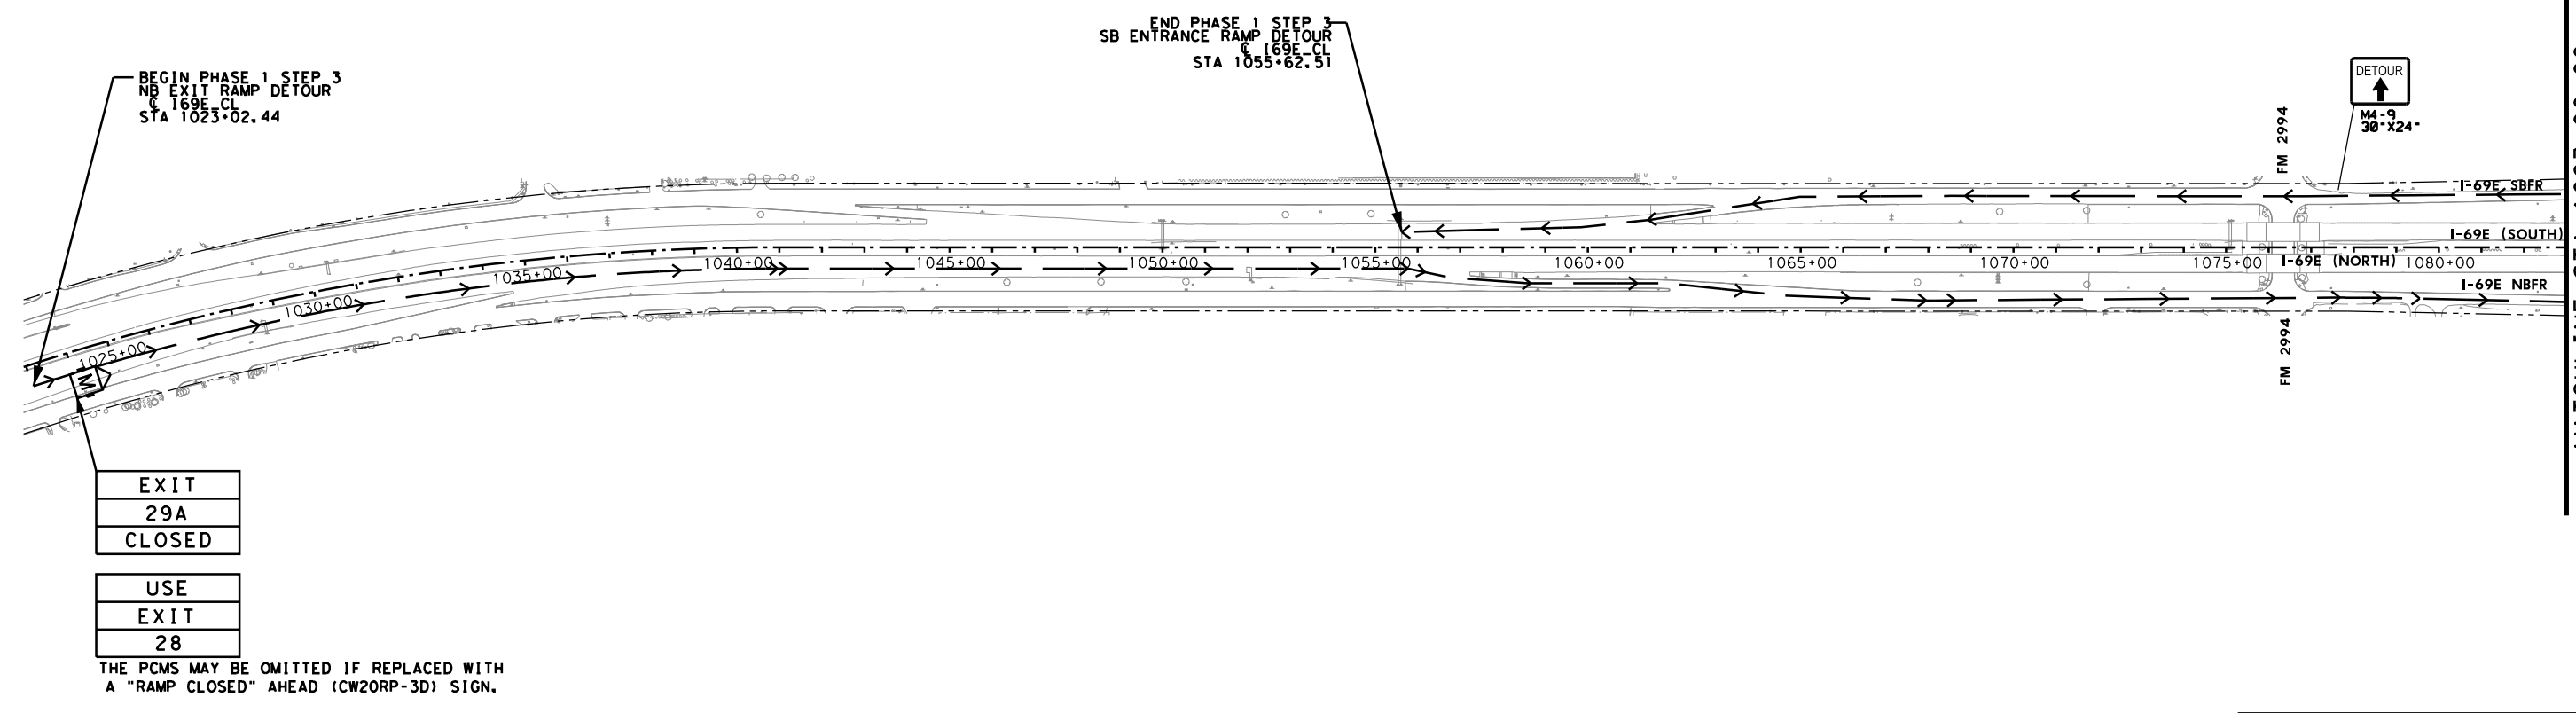 BEGIN PHASE 1 STEP 3
NB EXIT RAMP DETOUR
℄ I69E_CL
STA 1023+02.44
END PHASE 1 STEP 3
SB ENTRANCE RAMP DETOUR
℄ I69E_CL
STA 1055+62.51
DETOUR
M4-9
30"X24"
FM 2994
I-69E SBFR
I-69E (SOUTH)
I-69E (NORTH)
I-69E NBFR
1025+00
1030+00
1035+00
1040+00
1045+00
1050+00
1055+00
1060+00
1065+00
1070+00
1075+00
1080+00
FM 2994
M
EXIT
29A
CLOSED
USE
EXIT
28
THE PCMS MAY BE OMITTED IF REPLACED WITH
A "RAMP CLOSED" AHEAD (CW20RP-3D) SIGN.